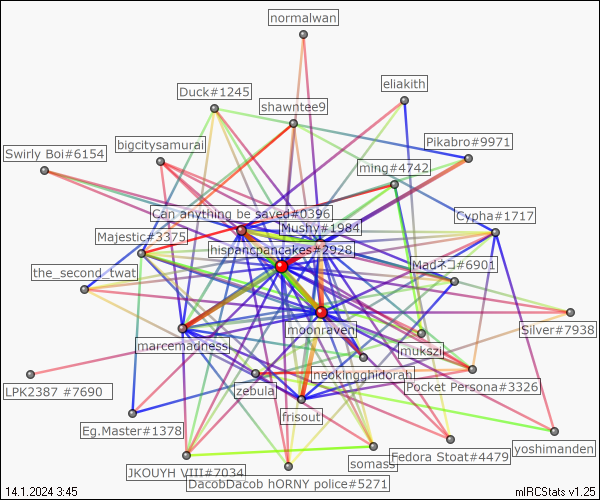 normalwan
eliakith
Duck#1245
shawntee9
Pikabro#9971
bigcitysamurai
Swirly Boi#6154
ming#4742
Can anything be saved#0396
Cypha#1717
Mushy#1984
Majestic#3375
hispancpancakes#2928
Madネコ#6901
the_second_twat
moonraven
Silver#7938
marcemadness
mukszi
neokingghidorah
LPK2387 #7690
zebula
Pocket Persona#3326
frisout
Eg.Master#1378
yoshimanden
somass
Fedora Stoat#4479
JKOUYH VIII#7034
DacobDacob hORNY police#5271
14.1.2024 3:45
mIRCStats v1.25